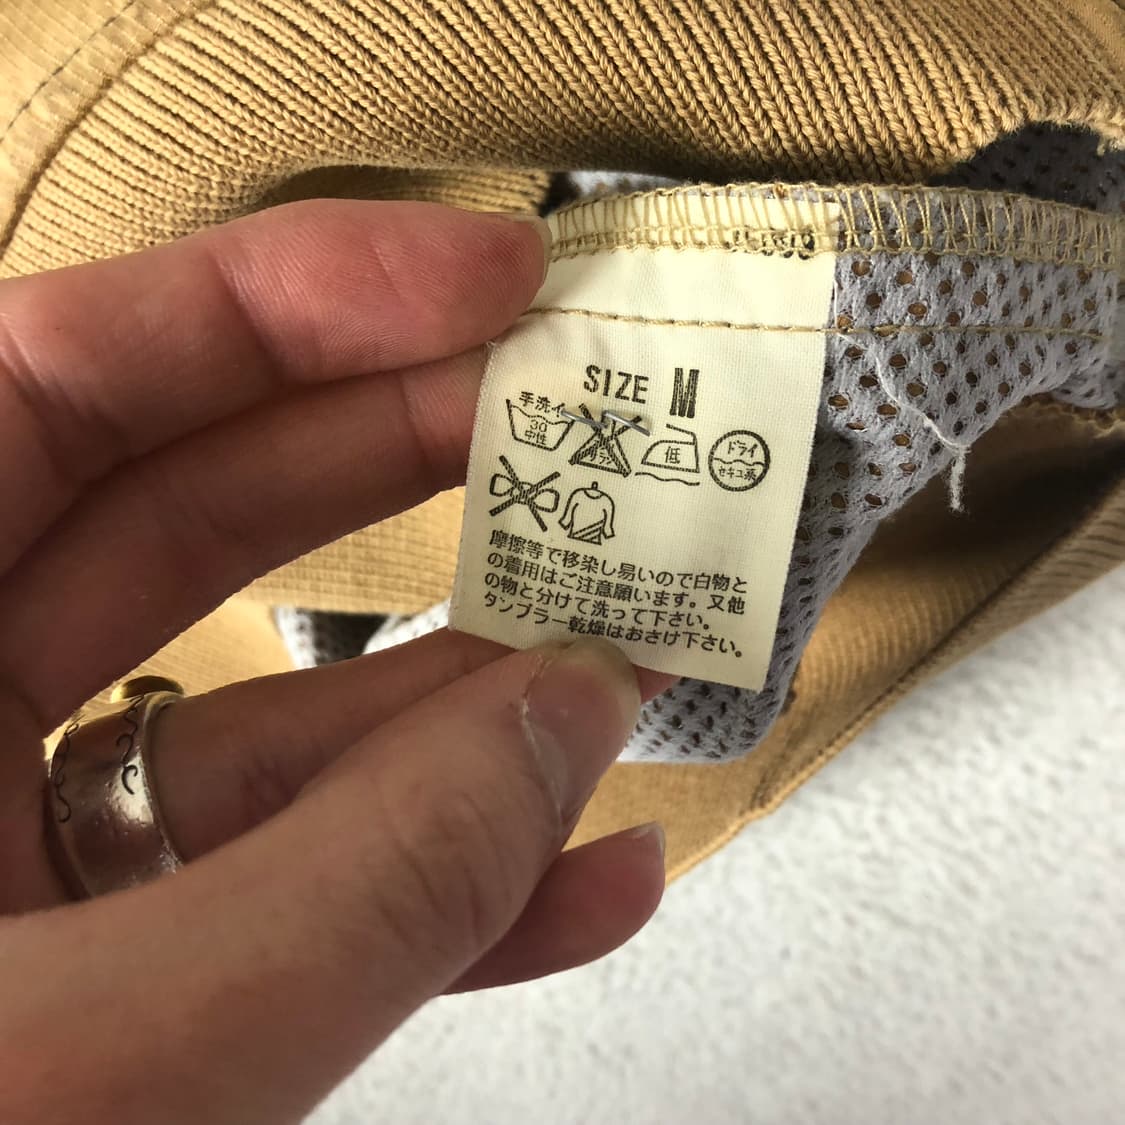 SIZE M
手洗イ
30
中性
低
ドライ
セキユ系
摩擦等で移染し易いので白物と
の着用はご注意願います。又他
の物と分けて洗って下さい。
タンブラー乾燥はおさけ下さい。